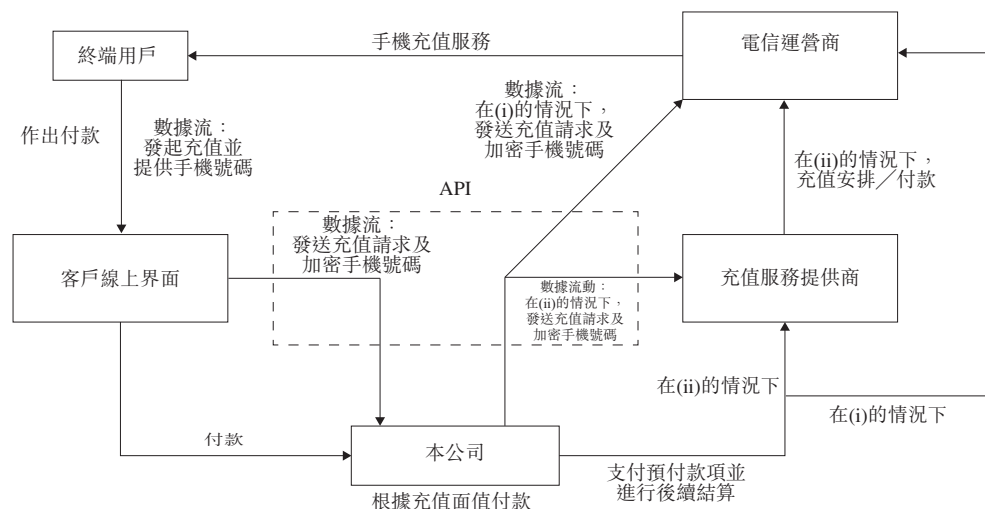 終端用戶
手機充值服務
電信運營商
作出付款
數據流：
發起充值並
提供手機號碼
數據流：
在(i)的情況下，
發送充值請求及
加密手機號碼
在(ii)的情況下，
充值安排／付款
API
數據流：
發送充值請求及
加密手機號碼
客戶線上界面
充值服務提供商
數據流動：
在(ii)的情況下，
發送充值請求及
加密手機號碼
在(ii)的情況下
在(i)的情況下
付款
本公司
支付預付款項並
進行後續結算
根據充值面值付款